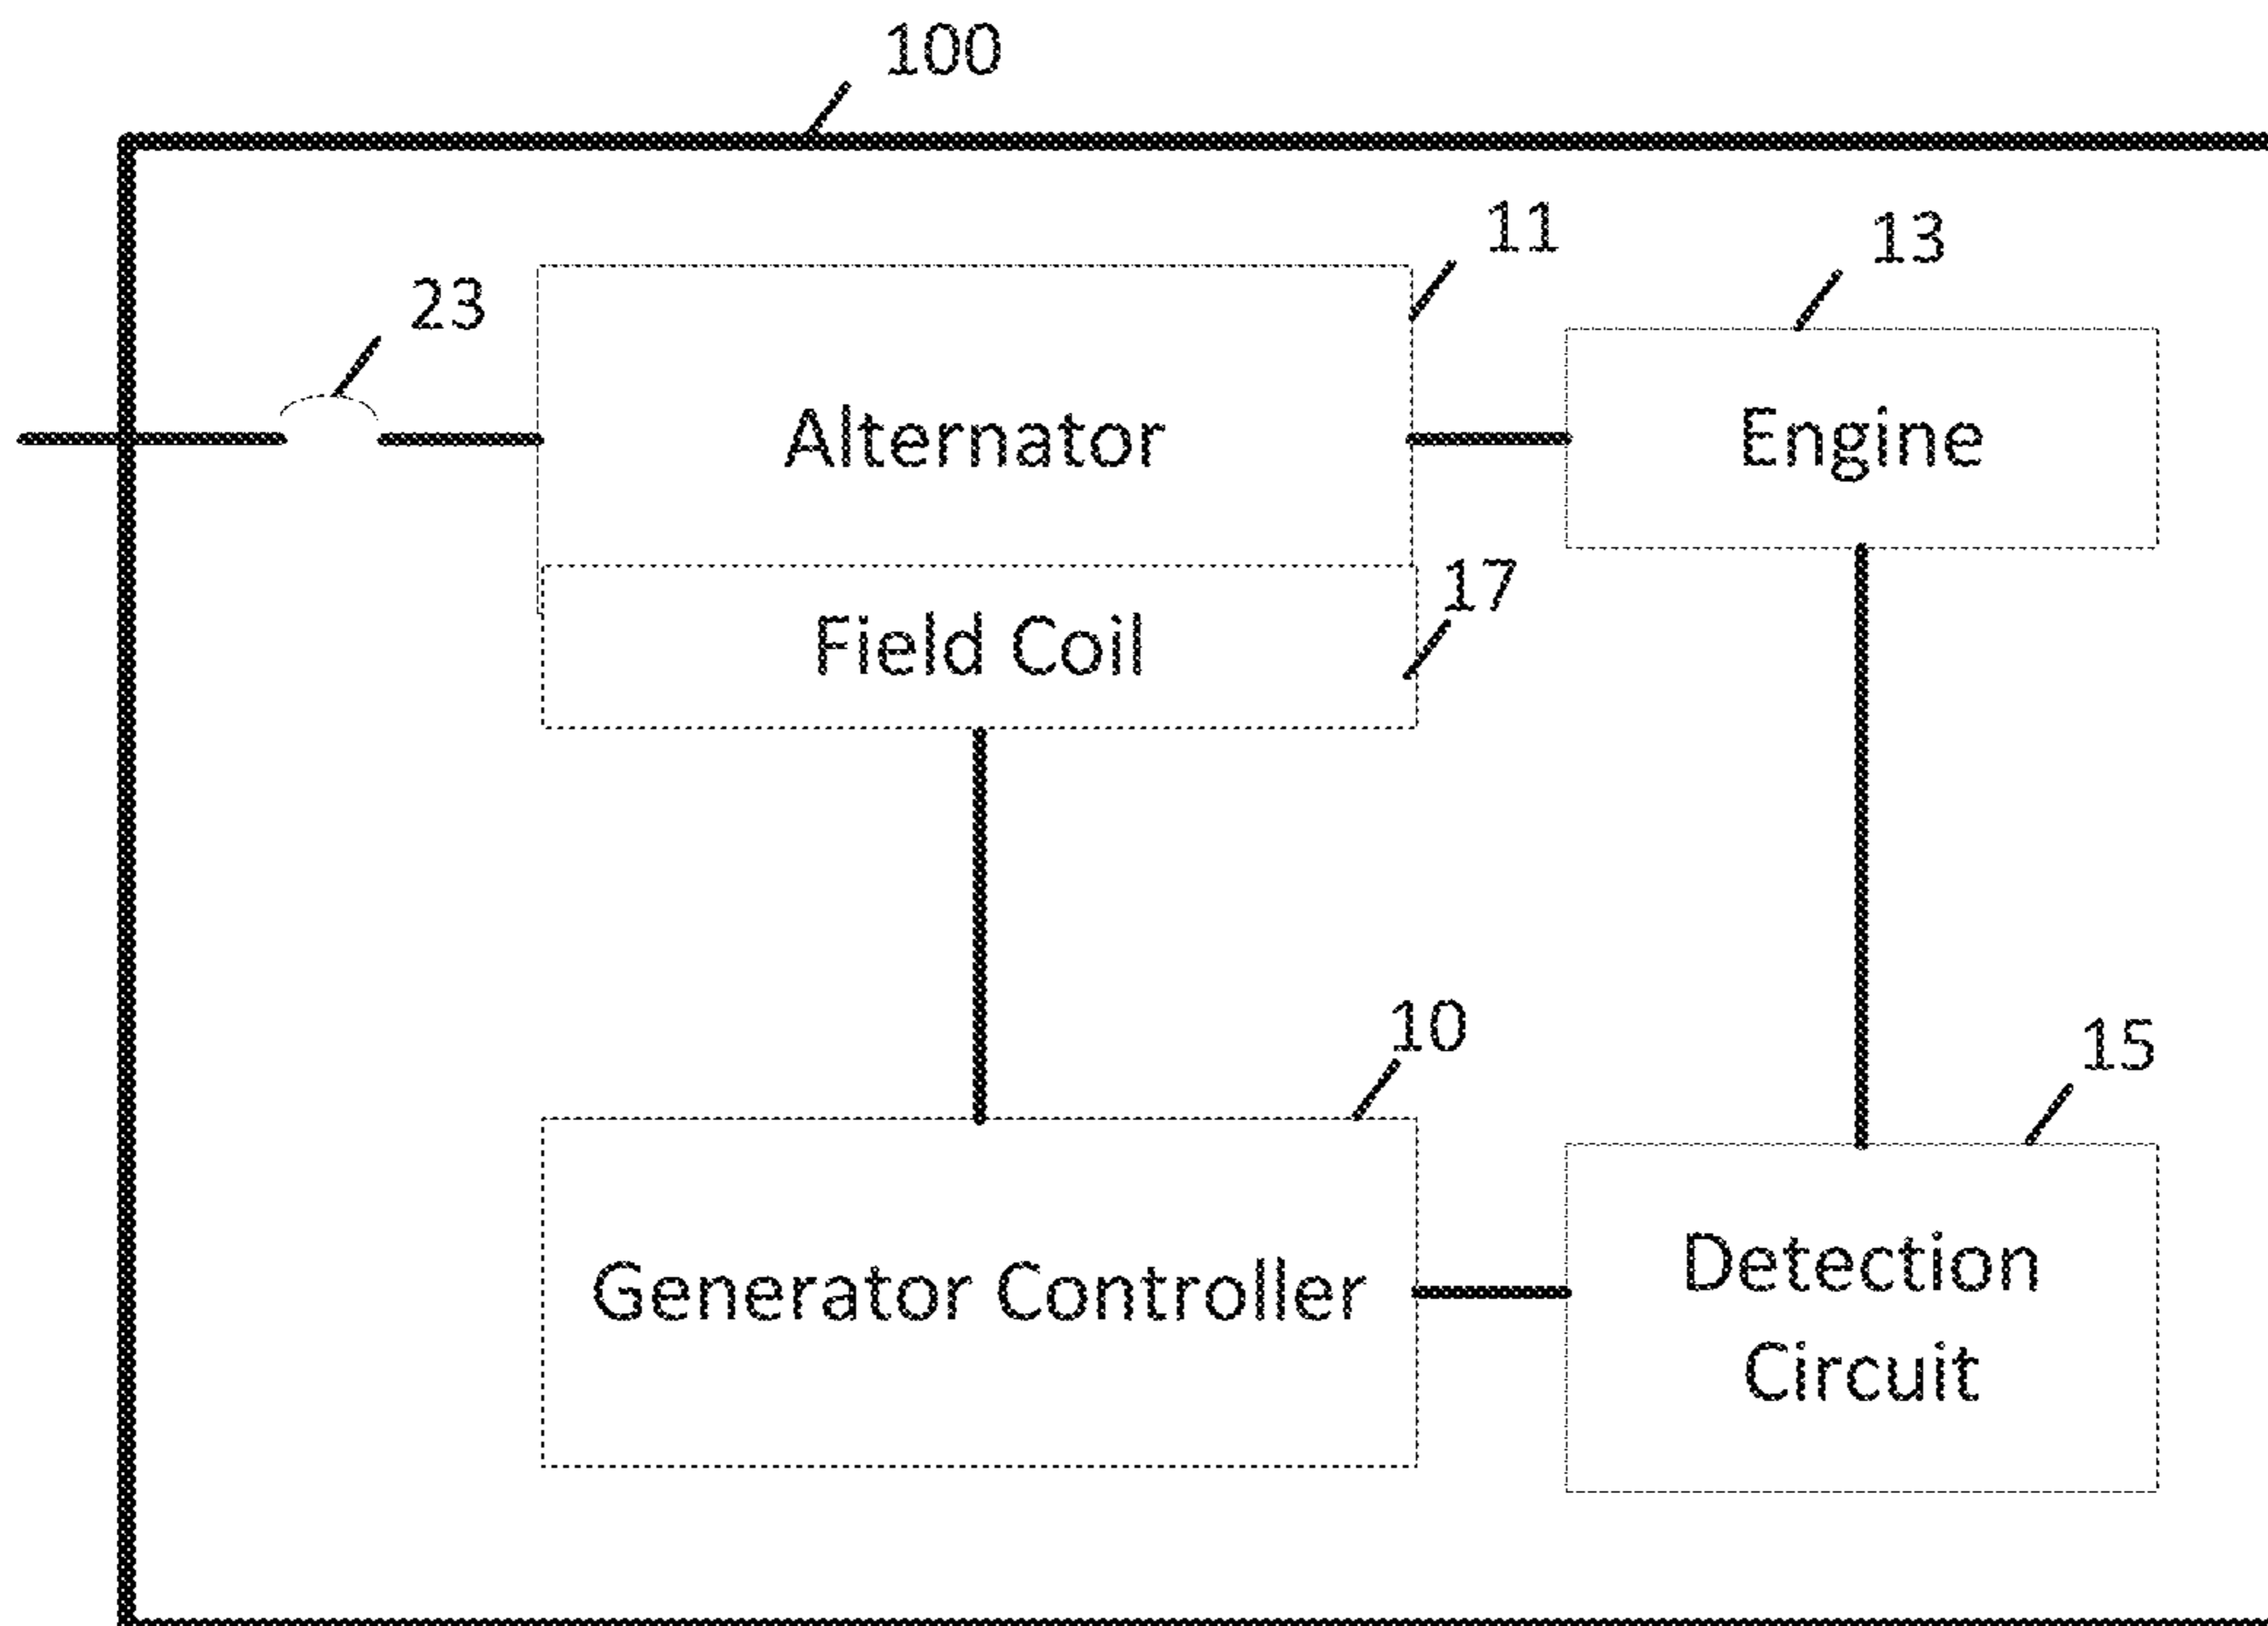 100
11
13
23
Alternator
Engine
17
Field Coil
10
15
Generator Controller
Detection
Circuit